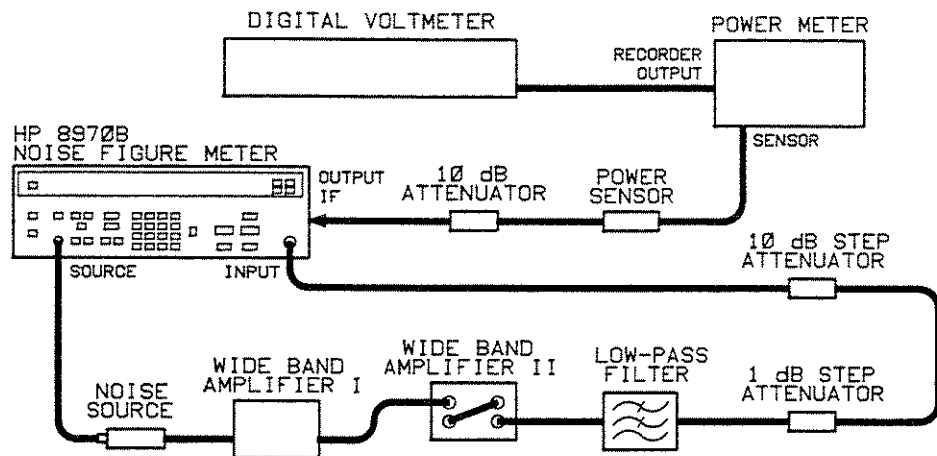 DIGITAL VOLTMETER
POWER METER
RECORDER
OUTPUT
SENSOR
HP 8970B
NOISE FIGURE METER
OUTPUT
IF
10 dB
ATTENUATOR
POWER
SENSOR
SOURCE
INPUT
10 dB STEP
ATTENUATOR
NOISE
SOURCE
WIDE BAND
AMPLIFIER I
WIDE BAND
AMPLIFIER II
LOW-PASS
FILTER
1 dB STEP
ATTENUATOR